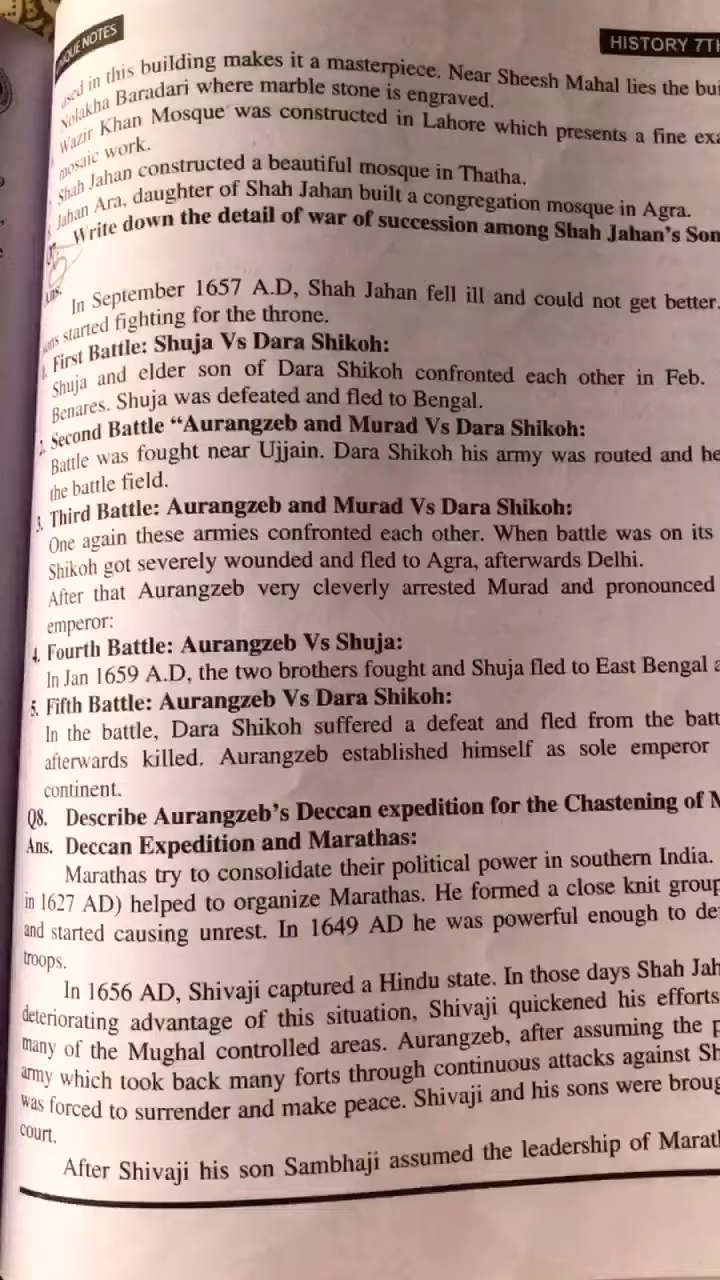 QUE NOTES
HISTORY 7TH
used in this building makes it a masterpiece. Near Sheesh Mahal lies the bui
Nolakha Baradari where marble stone is engraved.
Wazir Khan Mosque was constructed in Lahore which presents a fine exa
mosaic work.
Shah Jahan constructed a beautiful mosque in Thatha.
Jahan Ara, daughter of Shah Jahan built a congregation mosque in Agra.
Write down the detail of war of succession among Shah Jahan's Son
Ans.
In September 1657 A.D, Shah Jahan fell ill and could not get better.
sons started fighting for the throne.
1. First Battle: Shuja Vs Dara Shikoh:
Shuja and elder son of Dara Shikoh confronted each other in Feb.
Benares. Shuja was defeated and fled to Bengal.
2. Second Battle “Aurangzeb and Murad Vs Dara Shikoh:
Battle was fought near Ujjain. Dara Shikoh his army was routed and he
the battle field.
3. Third Battle: Aurangzeb and Murad Vs Dara Shikoh:
One again these armies confronted each other. When battle was on its
Shikoh got severely wounded and fled to Agra, afterwards Delhi.
After that Aurangzeb very cleverly arrested Murad and pronounced
emperor:
4. Fourth Battle: Aurangzeb Vs Shuja:
In Jan 1659 A.D, the two brothers fought and Shuja fled to East Bengal a
5. Fifth Battle: Aurangzeb Vs Dara Shikoh:
In the battle, Dara Shikoh suffered a defeat and fled from the batt
afterwards killed. Aurangzeb established himself as sole emperor
continent.
Q8. Describe Aurangzeb's Deccan expedition for the Chastening of M
Ans. Deccan Expedition and Marathas:
Marathas try to consolidate their political power in southern India.
in 1627 AD) helped to organize Marathas. He formed a close knit group
and started causing unrest. In 1649 AD he was powerful enough to de
troops.
In 1656 AD, Shivaji captured a Hindu state. In those days Shah Jah
deteriorating advantage of this situation, Shivaji quickened his efforts
many of the Mughal controlled areas. Aurangzeb, after assuming the p
army which took back many forts through continuous attacks against Sh
was forced to surrender and make peace. Shivaji and his sons were broug
court.
After Shivaji his son Sambhaji assumed the leadership of Marath